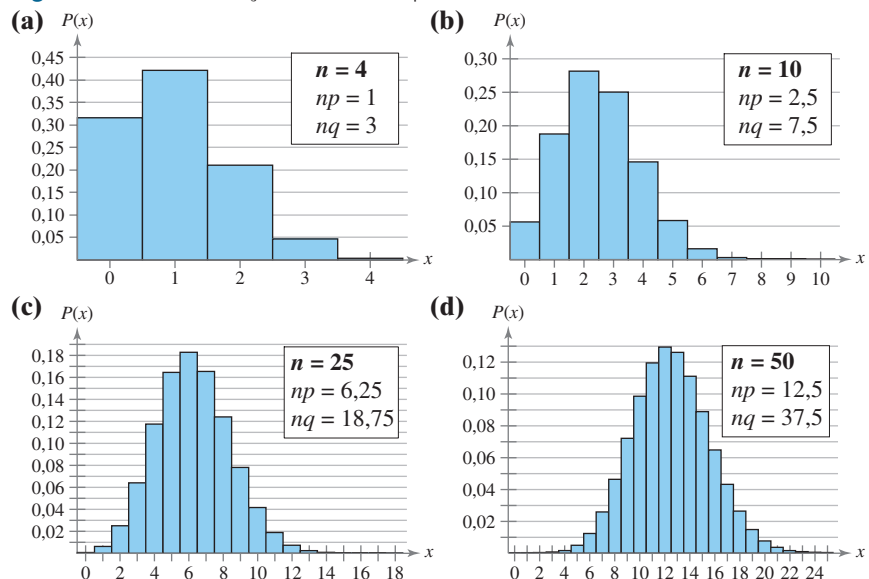 (a) P(x)
0,45
0,40
0,35
0,30
0,25
0,20
0,15
0,10
0,05
0 1 2 3 4 x
n = 4
np = 1
nq = 3
(b) P(x)
0,30
0,25
0,20
0,15
0,10
0,05
0 1 2 3 4 5 6 7 8 9 10 x
n = 10
np = 2,5
nq = 7,5
(c) P(x)
0,18
0,16
0,14
0,12
0,10
0,08
0,06
0,04
0,02
0 2 4 6 8 10 12 14 16 18 x
n = 25
np = 6,25
nq = 18,75
(d) P(x)
0,12
0,10
0,08
0,06
0,04
0,02
0 2 4 6 8 10 12 14 16 18 20 22 24 x
n = 50
np = 12,5
nq = 37,5